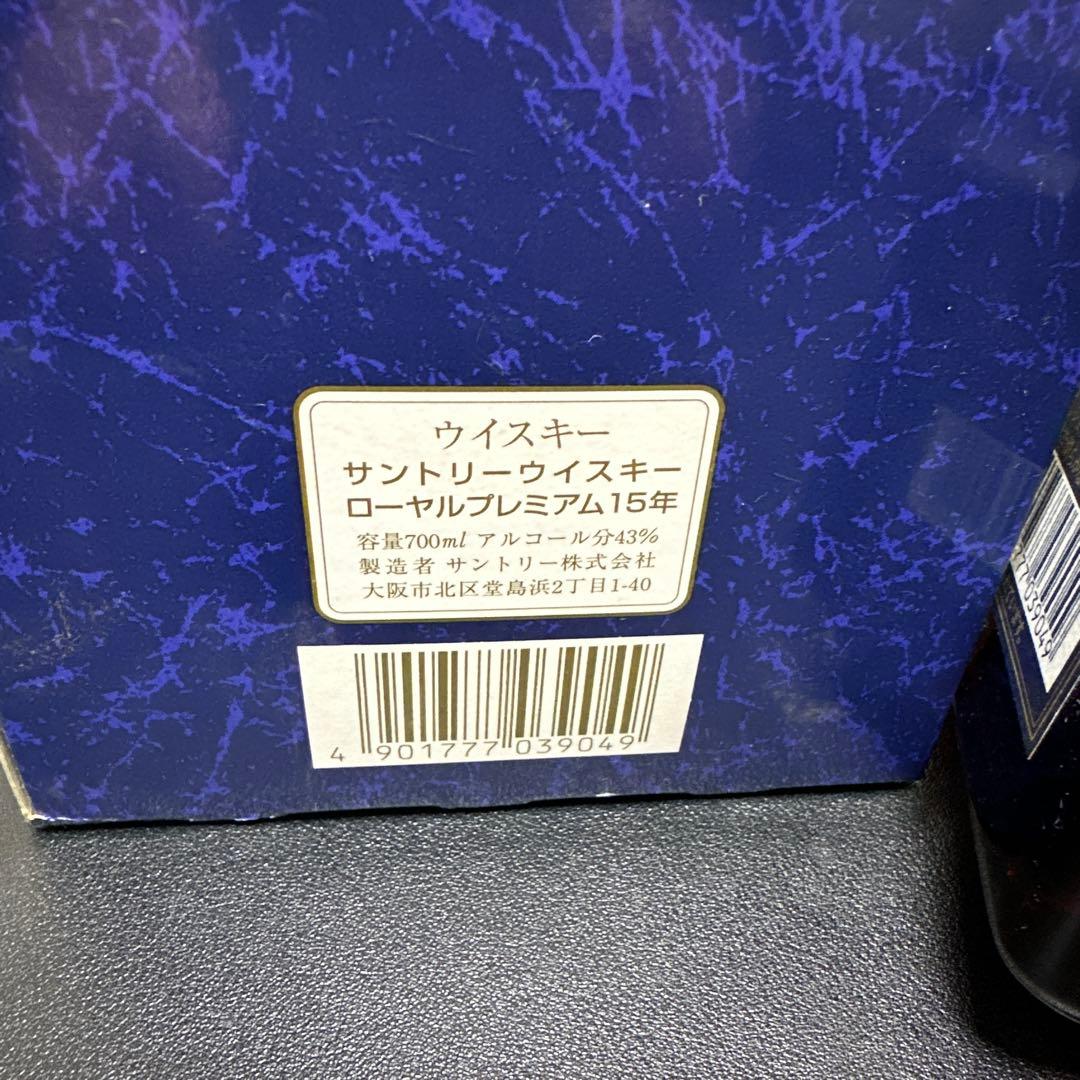 ウイスキー
サントリーウイスキー
ローヤルプレミアム15年
容量700ml アルコール分43%
製造者 サントリー株式会社
大阪市北区堂島浜2丁目1-40
4 901777 039049
77 039049